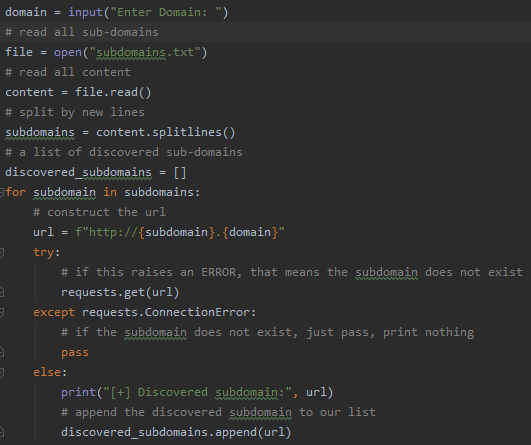 domain = input("Enter Domain: ")
# read all sub-domains
file = open("subdomains.txt")
# read all content
content = file.read()
# split by new lines
subdomains = content.splitlines()
# a list of discovered sub-domains
discovered_subdomains = []
for subdomain in subdomains:
    # construct the url
    url = f"http://{subdomain}.{domain}"
    try:
        # if this raises an ERROR, that means the subdomain does not exist
        requests.get(url)
    except requests.ConnectionError:
        # if the subdomain does not exist, just pass, print nothing
        pass
    else:
        print("[+] Discovered subdomain:", url)
        # append the discovered subdomain to our list
        discovered_subdomains.append(url)